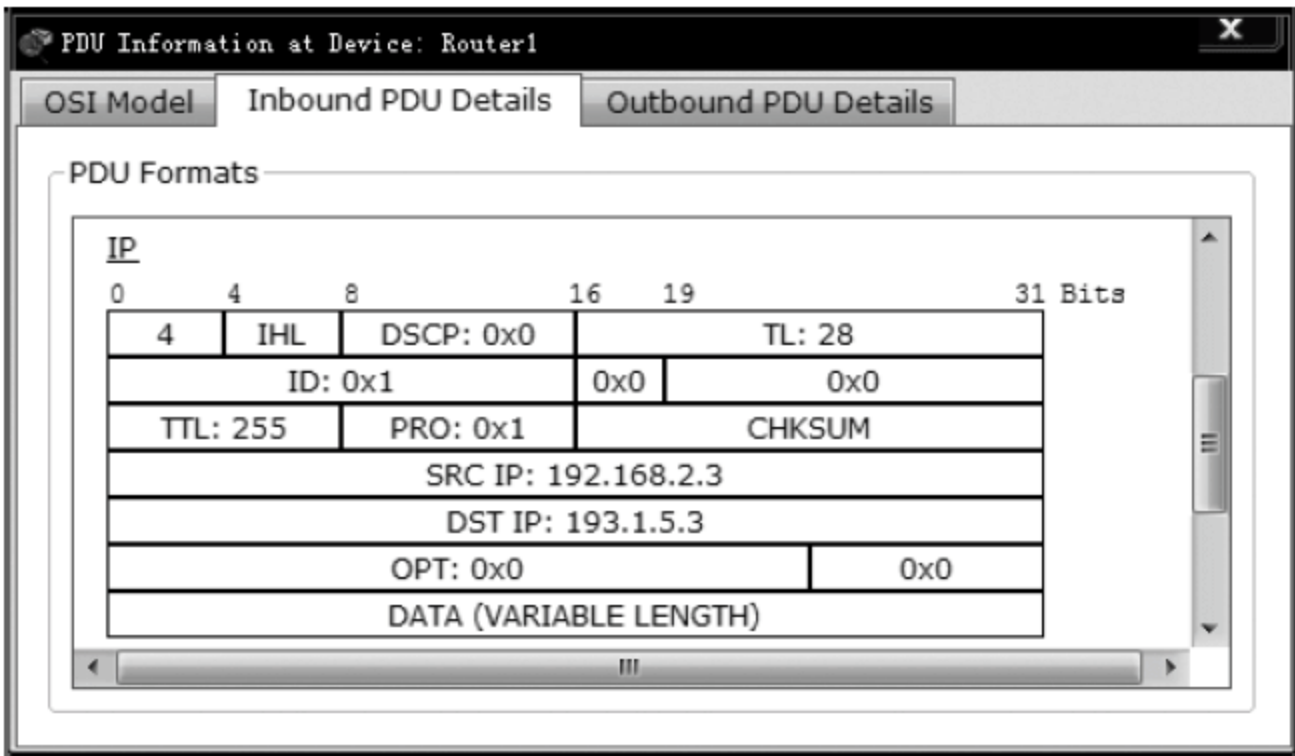 PDU Information at Device: Router1 X
OSI Model Inbound PDU Details Outbound PDU Details
PDU Formats
IP
0 4 8 16 19 31 Bits
4 IHL DSCP: 0x0 TL: 28
ID: 0x1 0x0 0x0
TTL: 255 PRO: 0x1 CHKSUM
SRC IP: 192.168.2.3
DST IP: 193.1.5.3
OPT: 0x0 0x0
DATA (VARIABLE LENGTH)